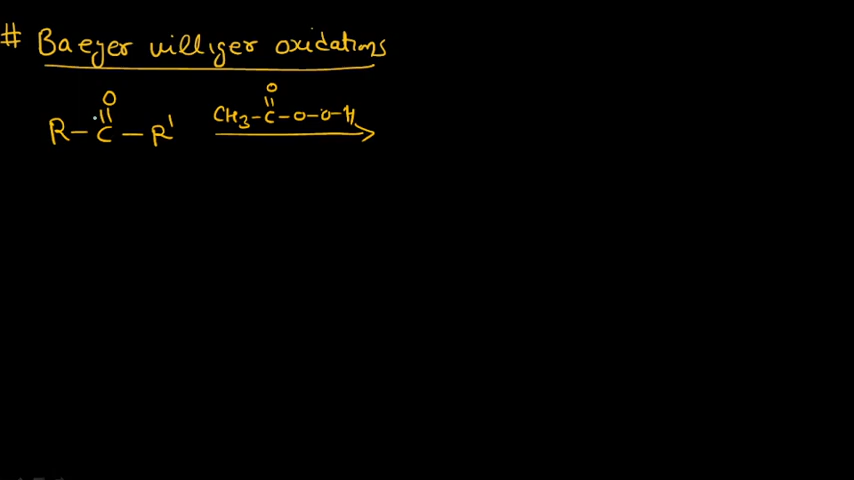 # Baeyer villiger oxidations
O O
|| ||
R-C-R' CH3-C-O-O-H